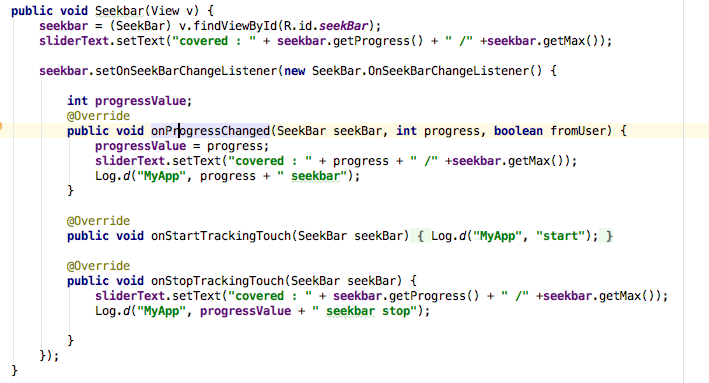 public void Seekbar(View v) {
    seekbar = (SeekBar) v.findViewById(R.id.seekBar);
    sliderText.setText("covered : " + seekbar.getProgress() + " /" +seekbar.getMax());

    seekbar.setOnSeekBarChangeListener(new SeekBar.OnSeekBarChangeListener() {

        int progressValue;
        @Override
        public void onProgressChanged(SeekBar seekBar, int progress, boolean fromUser) {
            progressValue = progress;
            sliderText.setText("covered : " + progress + " /" +seekbar.getMax());
            Log.d("MyApp", progress + " seekbar");
        }

        @Override
        public void onStartTrackingTouch(SeekBar seekBar) { Log.d("MyApp", "start"); }

        @Override
        public void onStopTrackingTouch(SeekBar seekBar) {
            sliderText.setText("covered : " + seekbar.getProgress() + " /" +seekbar.getMax());
            Log.d("MyApp", progressValue + " seekbar stop");

        }
    });
}